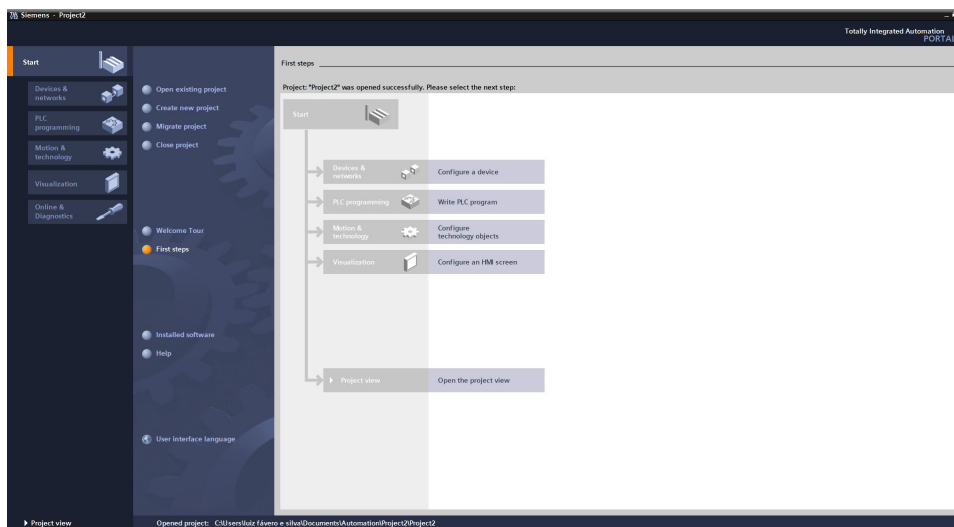 Siemens - Project2
Totally Integrated Automation
PORTAL
Start
Devices &
networks
PLC
programming
Motion &
technology
Visualization
Online &
Diagnostics
Open existing project
Create new project
Migrate project
Close project
Welcome Tour
First steps
Installed software
Help
User interface language
First steps
Project: "Project2" was opened successfully. Please select the next step:
Start
Devices &
networks
Configure a device
PLC programming
Write PLC program
Motion &
technology
Configure
technology objects
Visualization
Configure an HMI screen
Project view
Open the project view
Project view
Opened project: C:\Users\luiz fávero e silva\Documents\Automation\Project2\Project2